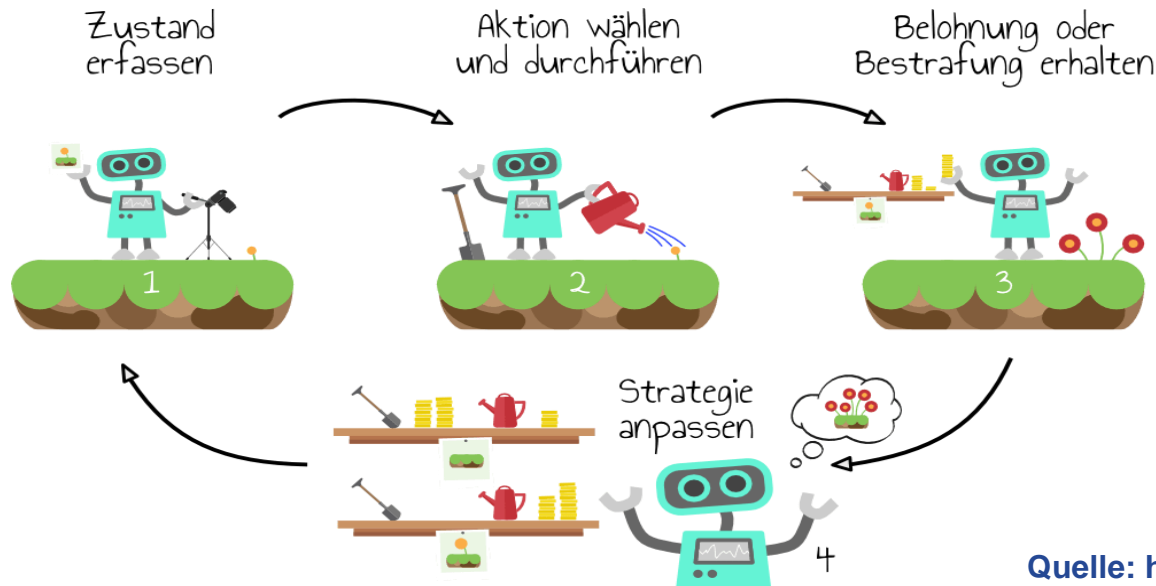 Zustand
erfassen
Aktion wählen
und durchführen
Belohnung oder
Bestrafung erhalten
1
2
3
Strategie
anpassen
4
Quelle: h